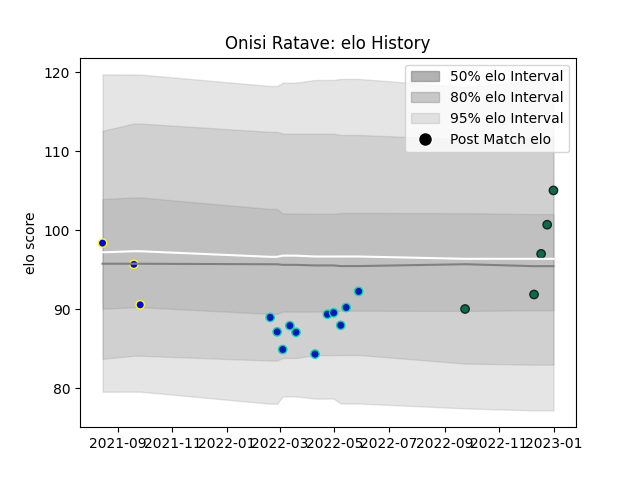 Onisi Ratave: elo History
120
110
100
90
80
elo score
50% elo Interval
80% elo Interval
95% elo Interval
Post Match elo
2021-09 2021-11 2022-01 2022-03 2022-05 2022-07 2022-09 2022-11 2023-01